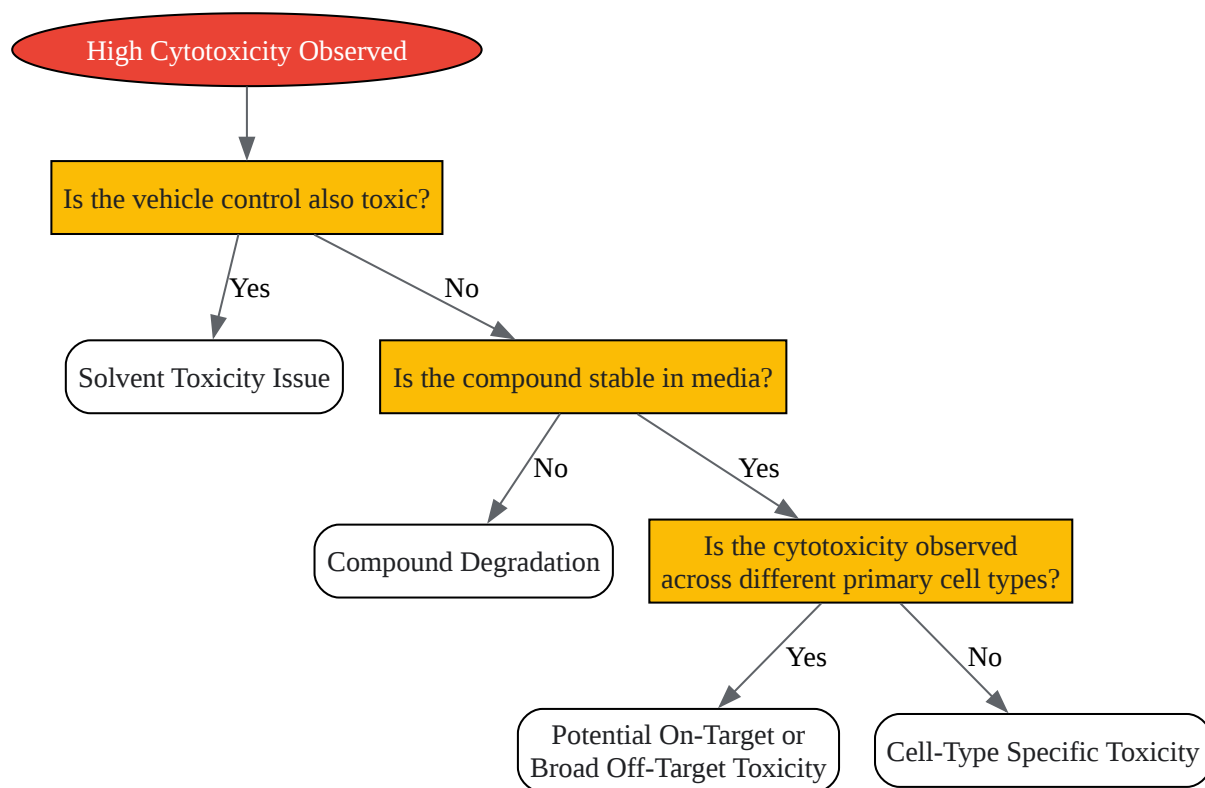 High Cytotoxicity Observed
Is the vehicle control also toxic?
Yes
No
Solvent Toxicity Issue
Is the compound stable in media?
No
Yes
Compound Degradation
Is the cytotoxicity observed
across different primary cell types?
Yes
No
Potential On-Target or
Broad Off-Target Toxicity
Cell-Type Specific Toxicity